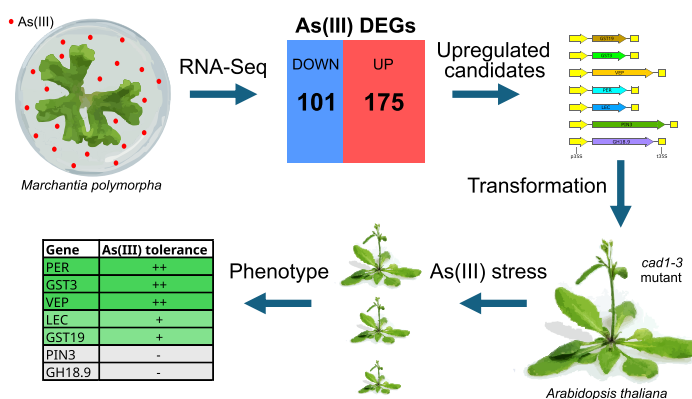 As(III)
Marchantia polymorpha
RNA-Seq
As(III) DEGs
DOWN UP
101 175
Upregulated
candidates
GST19
GST3
VEP
PER
LEC
PIN3
GH18.9
p35S t35S
Transformation
cad1-3
mutant
Arabidopsis thaliana
As(III) stress
Phenotype
Gene As(III) tolerance
PER ++
GST3 ++
VEP ++
LEC +
GST19 +
PIN3 -
GH18.9 -